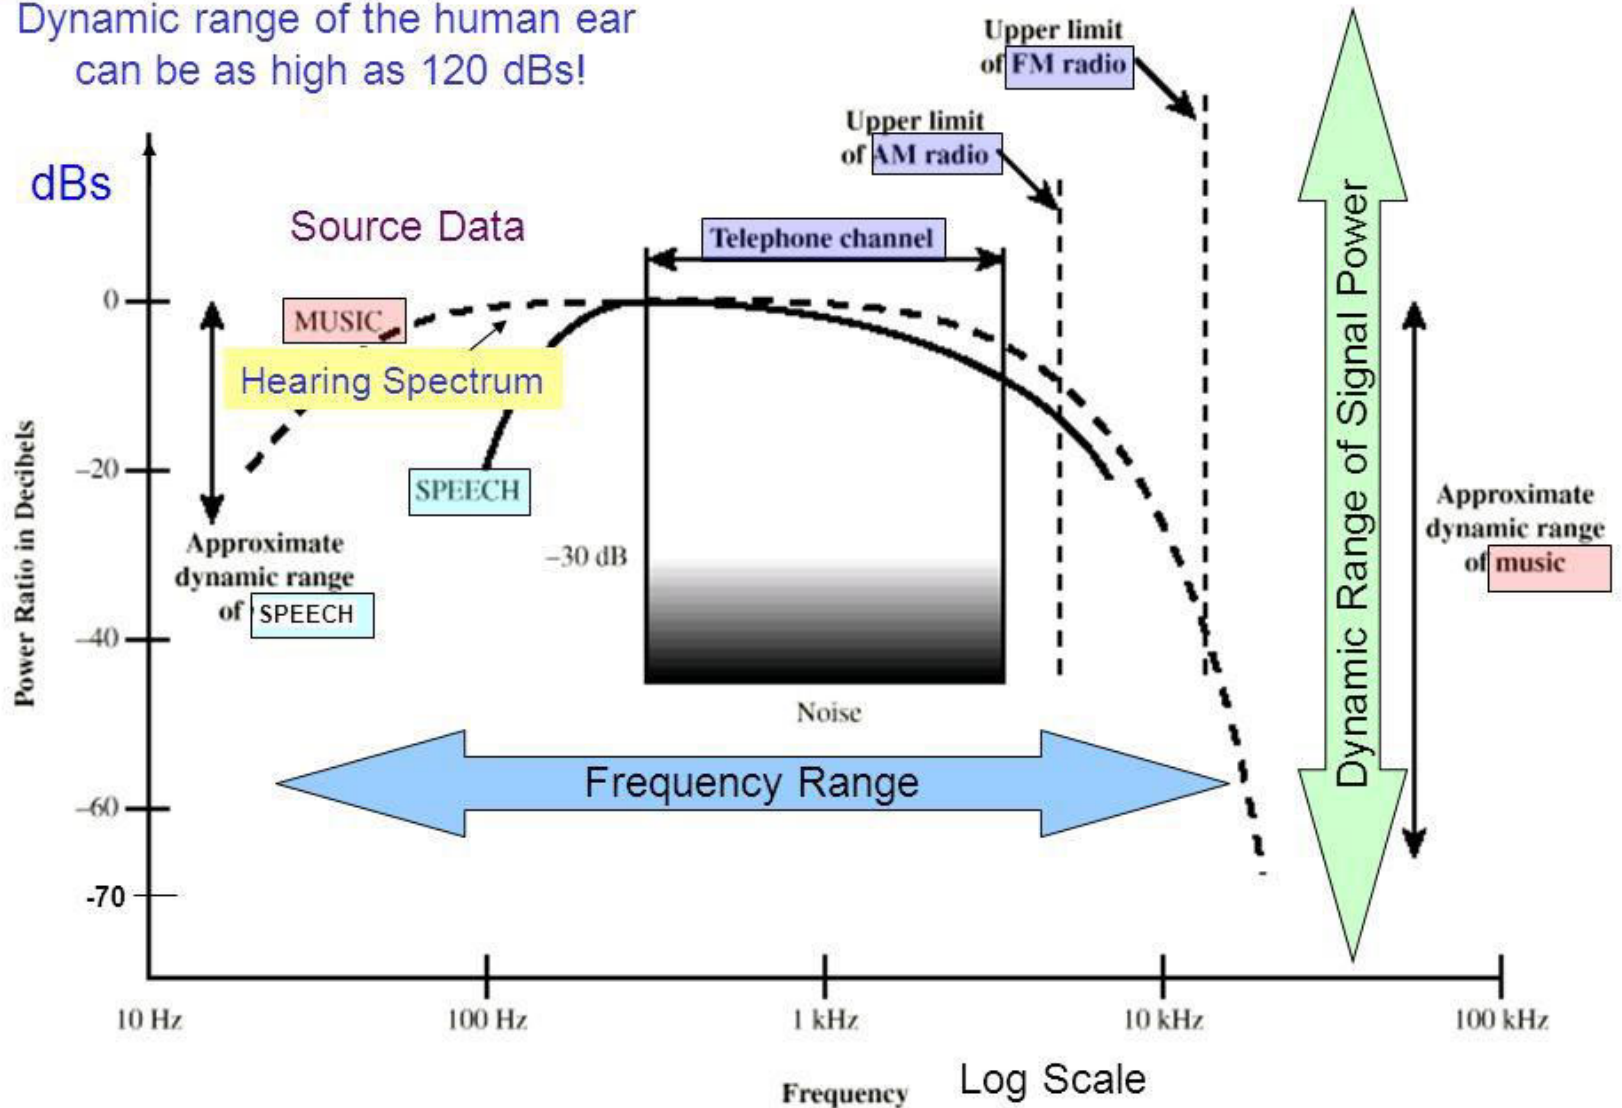 Dynamic range of the human ear
can be as high as 120 dBs!
Upper limit
of FM radio
Upper limit
of AM radio
dBs
Source Data
Telephone channel
0
MUSIC
Hearing Spectrum
–20
SPEECH
Power Ratio in Decibels
Approximate
dynamic range
of SPEECH
–30 dB
–40
Noise
Frequency Range
–60
-70
Dynamic Range of Signal Power
Approximate
dynamic range
of music
10 Hz
100 Hz
1 kHz
10 kHz
100 kHz
Frequency
Log Scale